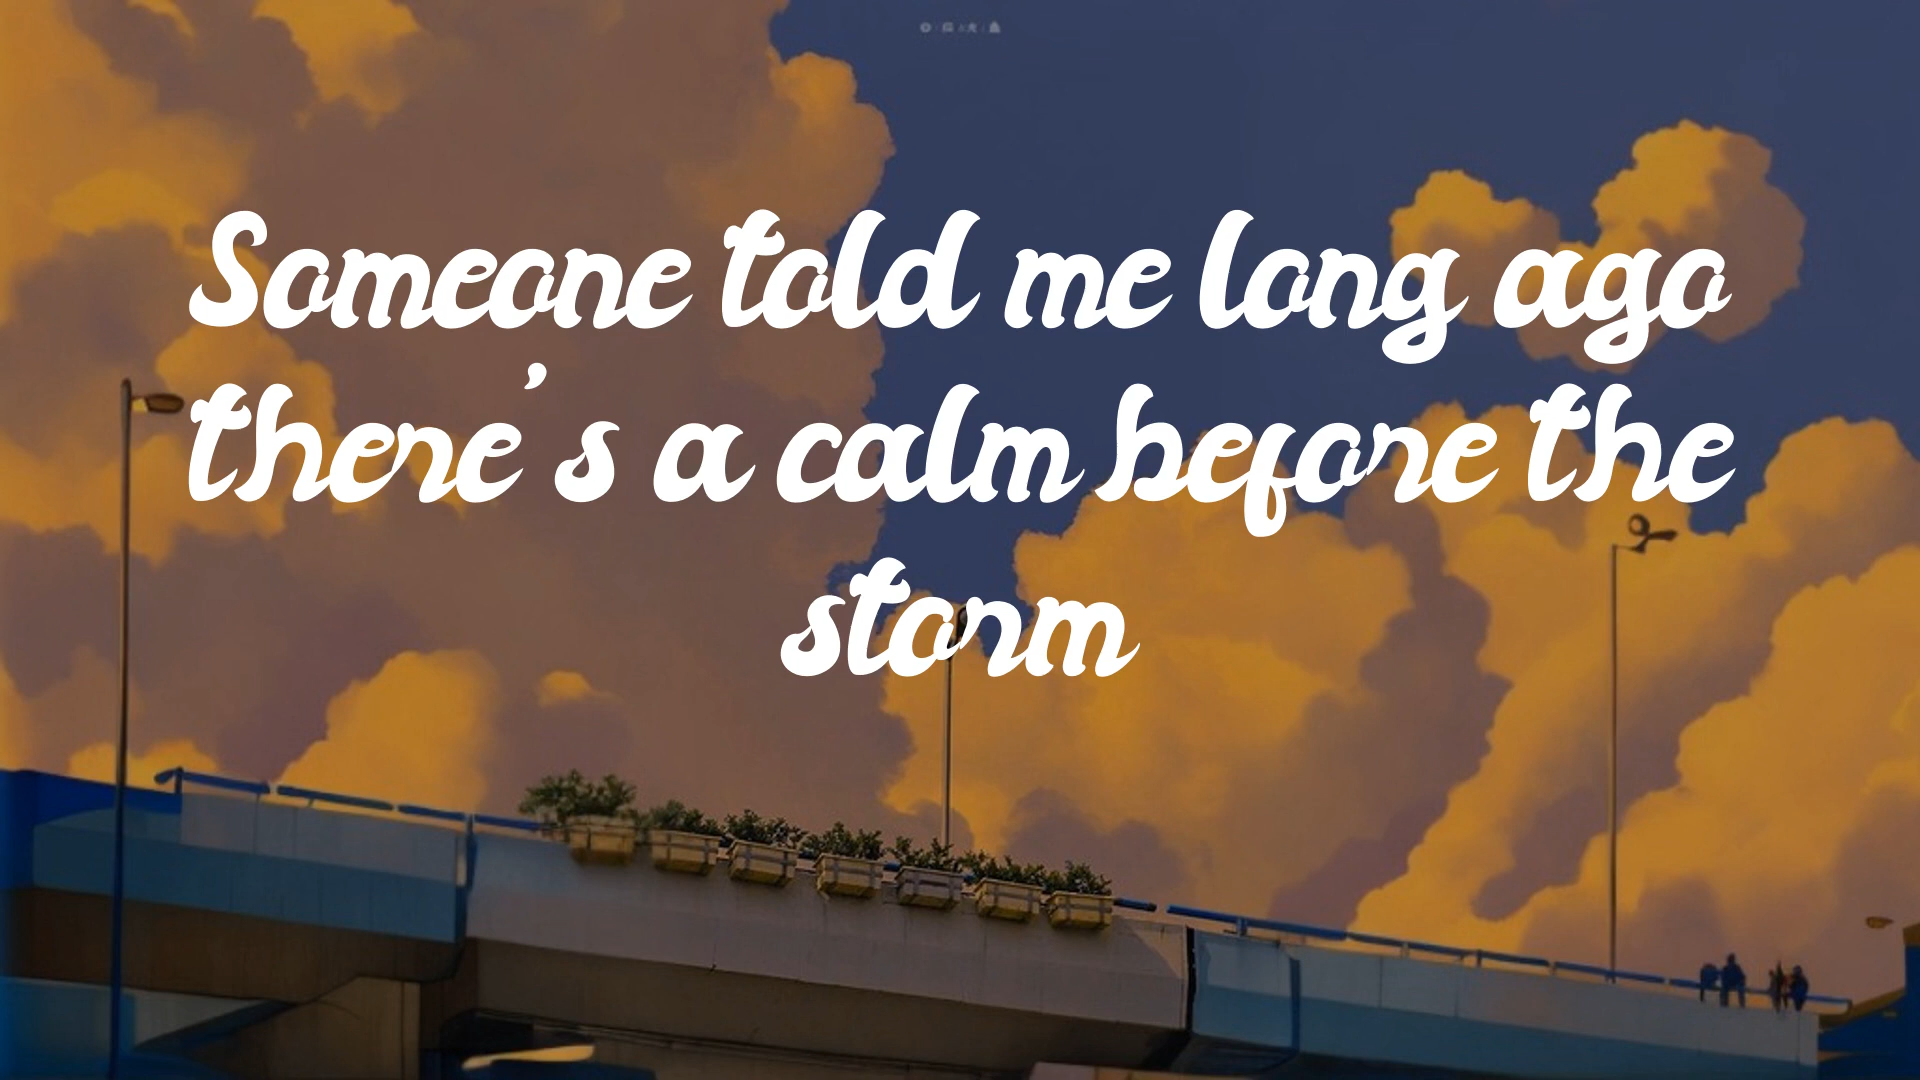 Someone told me long ago
there's a calm before the
storm